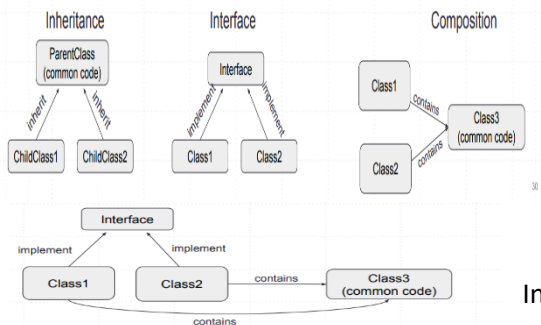 Inheritance
Interface
Composition
ParentClass
(common code)
inherit
inherit
ChildClass1
ChildClass2
Interface
implement
implement
Class1
Class2
Class1
contains
Class3
(common code)
contains
Class2
30
Interface
implement
implement
Class1
Class2
contains
Class3
(common code)
contains
In